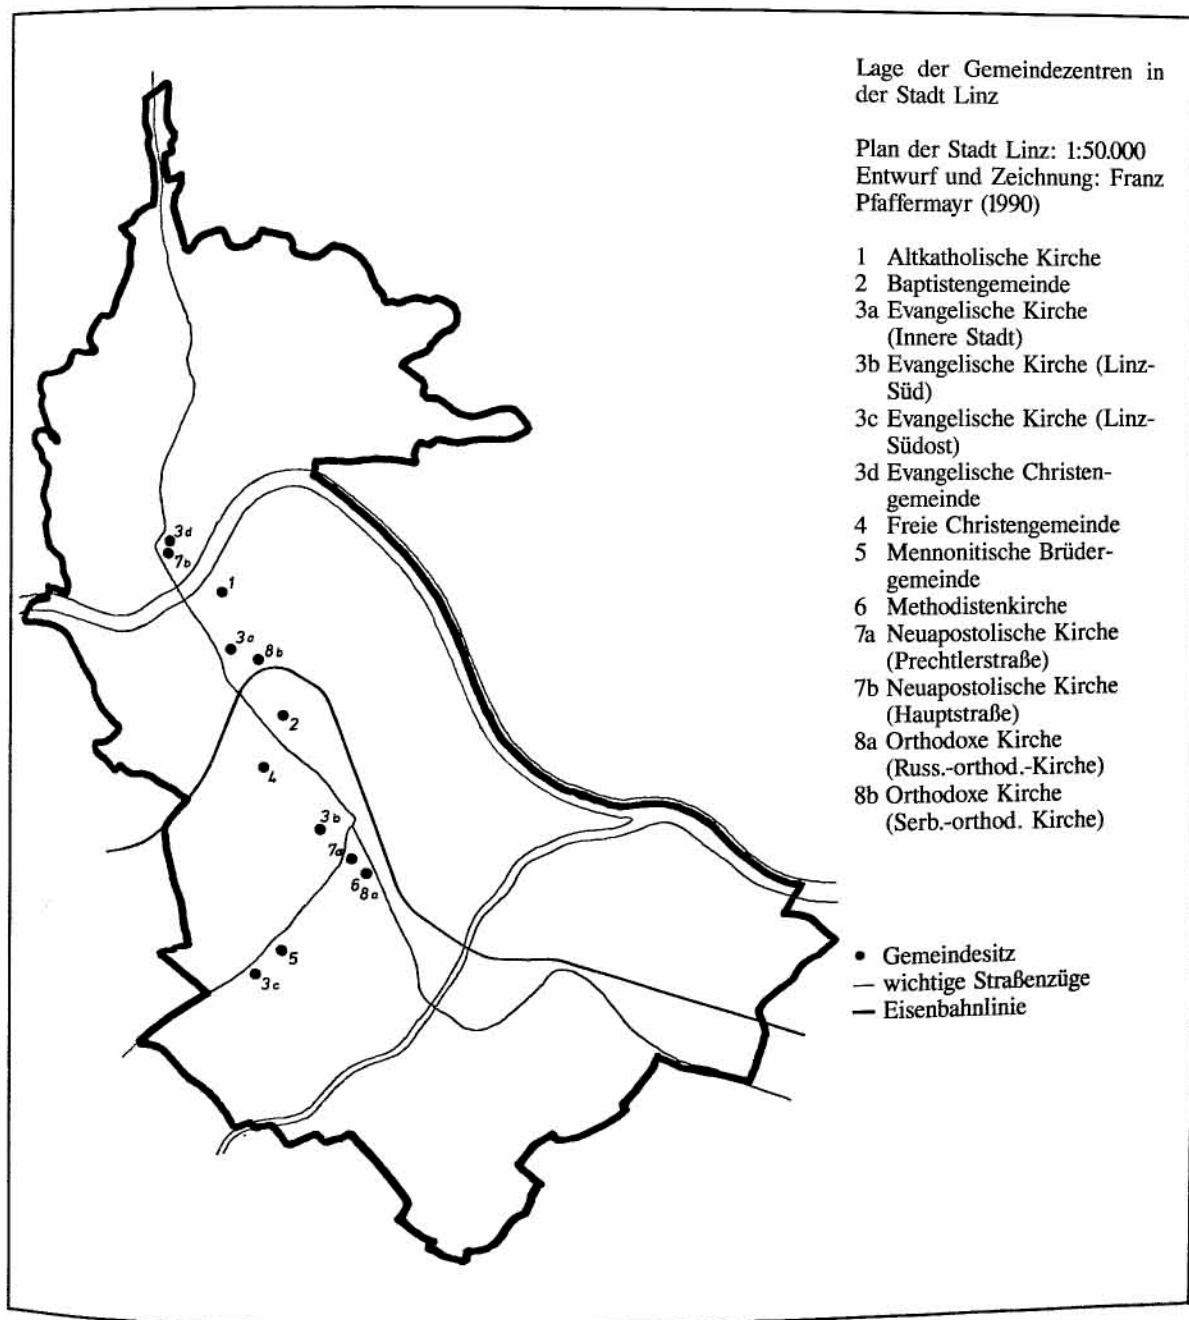 Lage der Gemeindezentren in
der Stadt Linz
Plan der Stadt Linz: 1:50.000
Entwurf und Zeichnung: Franz
Pfaffermayr (1990)
1 Altkatholische Kirche
2 Baptistengemeinde
3a Evangelische Kirche
(Innere Stadt)
3b Evangelische Kirche (Linz-
Süd)
3c Evangelische Kirche (Linz-
Südost)
3d Evangelische Christen-
gemeinde
4 Freie Christengemeinde
5 Mennonitische Brüder-
gemeinde
6 Methodistenkirche
7a Neuapostolische Kirche
(Prechtlerstraße)
7b Neuapostolische Kirche
(Hauptstraße)
8a Orthodoxe Kirche
(Russ.-orthod.-Kirche)
8b Orthodoxe Kirche
(Serb.-orthod. Kirche)
Gemeindesitz
wichtige Straßenzüge
Eisenbahnlinie
3d
7b
1
3a
8b
2
4
3b
7a
6
8a
5
3c